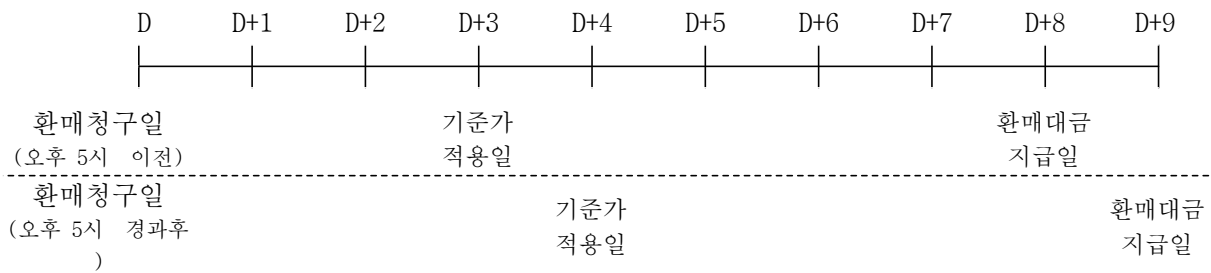 D D+1 D+2 D+3 D+4 D+5 D+6 D+7 D+8 D+9
환매청구일 기준가 환매대금
(오후 5시 이전) 적용일 지급일
환매청구일 기준가 환매대금
(오후 5시 경과후 적용일 지급일
)